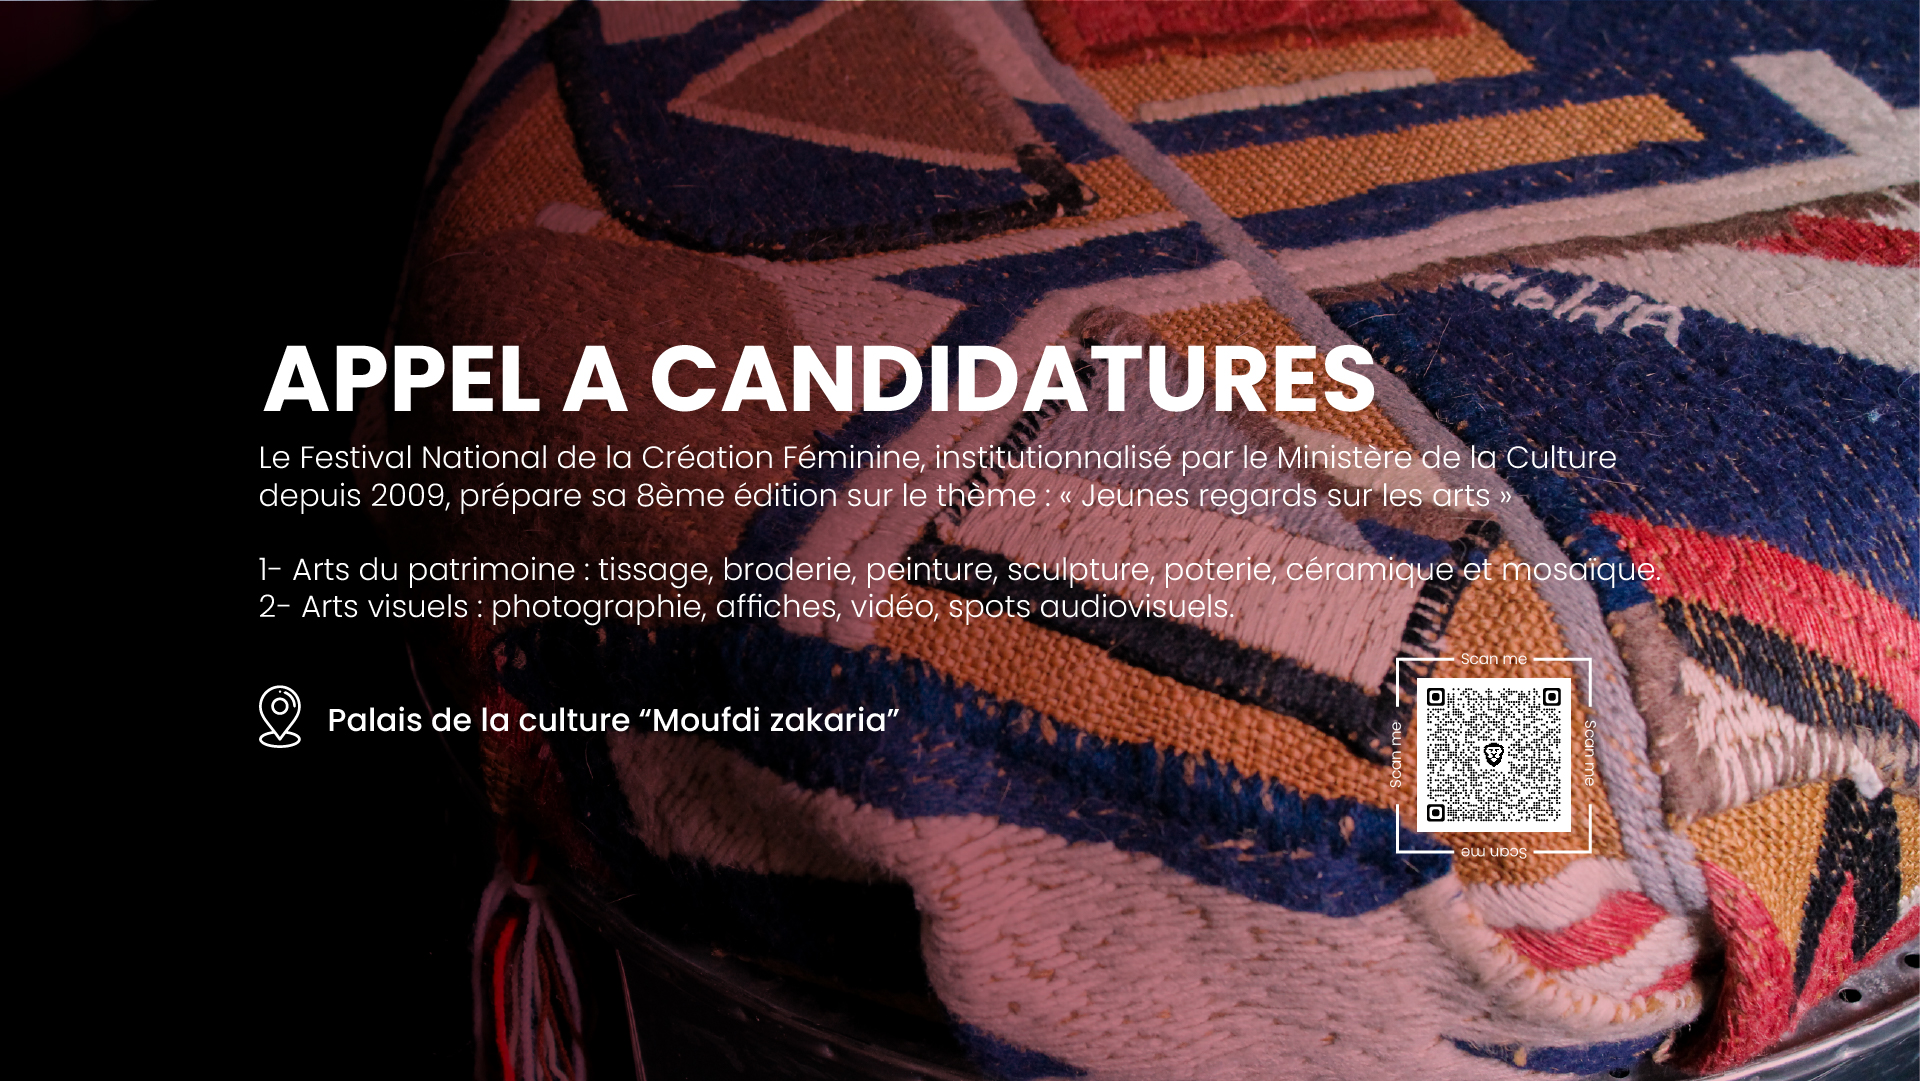 APPEL A CANDIDATURES
Le Festival National de la Création Féminine, institutionnalisé par le Ministère de la Culture
depuis 2009, prépare sa 8ème édition sur le thème : « Jeunes regards sur les arts »
1- Arts du patrimoine : tissage, broderie, peinture, sculpture, poterie, céramique et mosaïque.
2- Arts visuels : photographie, affiches, vidéo, spots audiovisuels.
Palais de la culture “Moufdi zakaria”
Scan me
Scan me
Scan me
Scan me